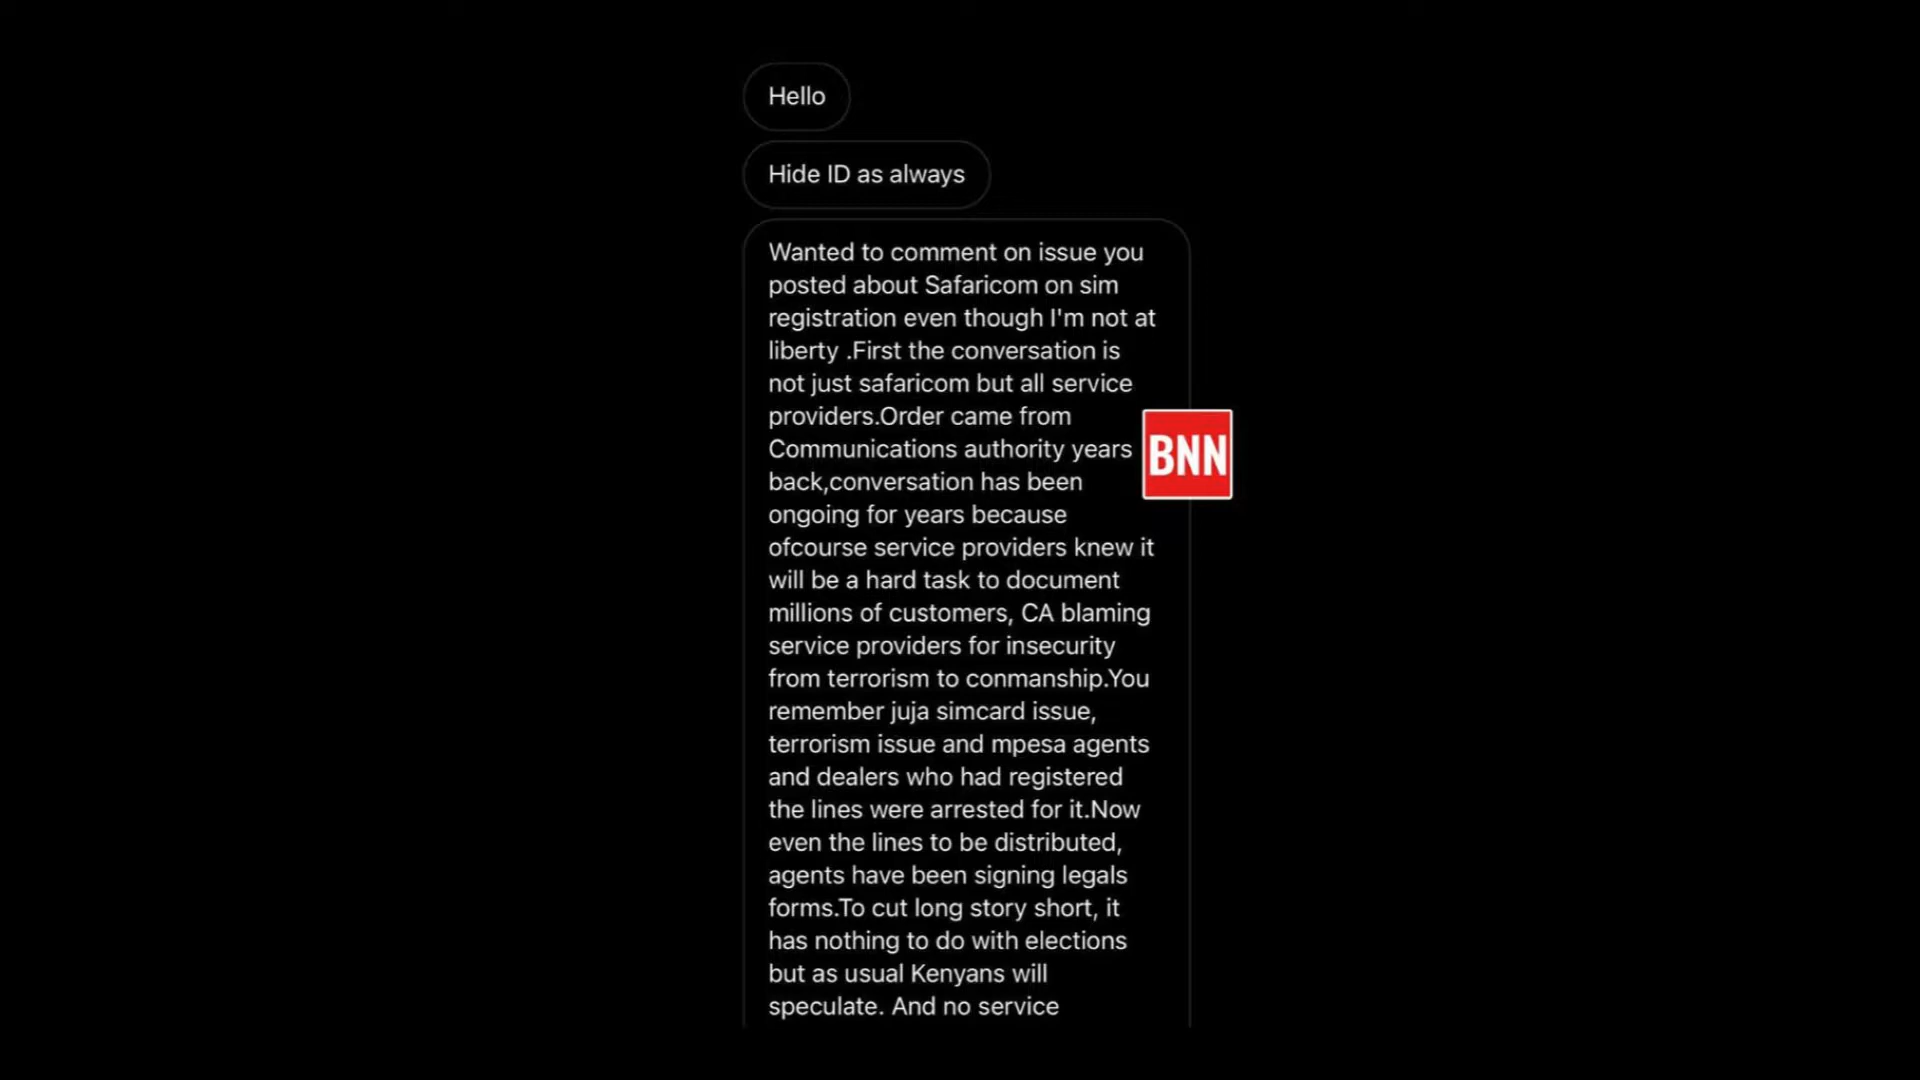 Hello
Hide ID as always
Wanted to comment on issue you
posted about Safaricom on sim
registration even though I'm not at
liberty .First the conversation is
not just safaricom but all service
providers.Order came from
Communications authority years
back,conversation has been
ongoing for years because
ofcourse service providers knew it
will be a hard task to document
millions of customers, CA blaming
service providers for insecurity
from terrorism to conmanship.You
remember juja simcard issue,
terrorism issue and mpesa agents
and dealers who had registered
the lines were arrested for it.Now
even the lines to be distributed,
agents have been signing legals
forms.To cut long story short, it
has nothing to do with elections
but as usual Kenyans will
speculate. And no service
BNN